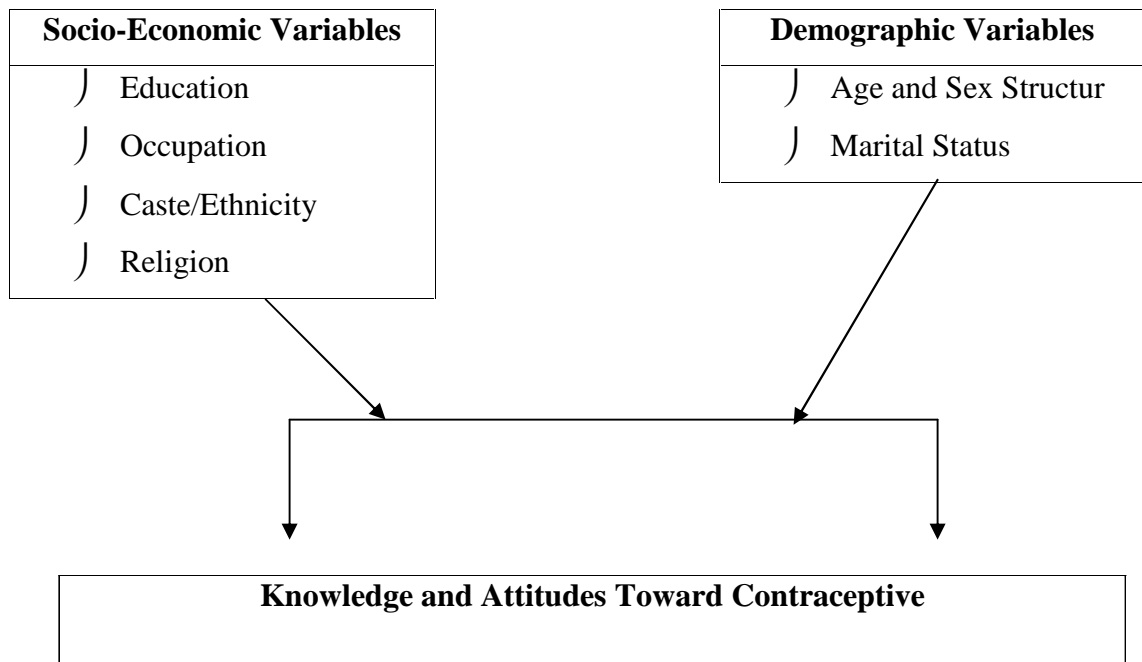 Socio-Economic Variables
⌡ Education
⌡ Occupation
⌡ Caste/Ethnicity
⌡ Religion
Demographic Variables
⌡ Age and Sex Structur
⌡ Marital Status
Knowledge and Attitudes Toward Contraceptive